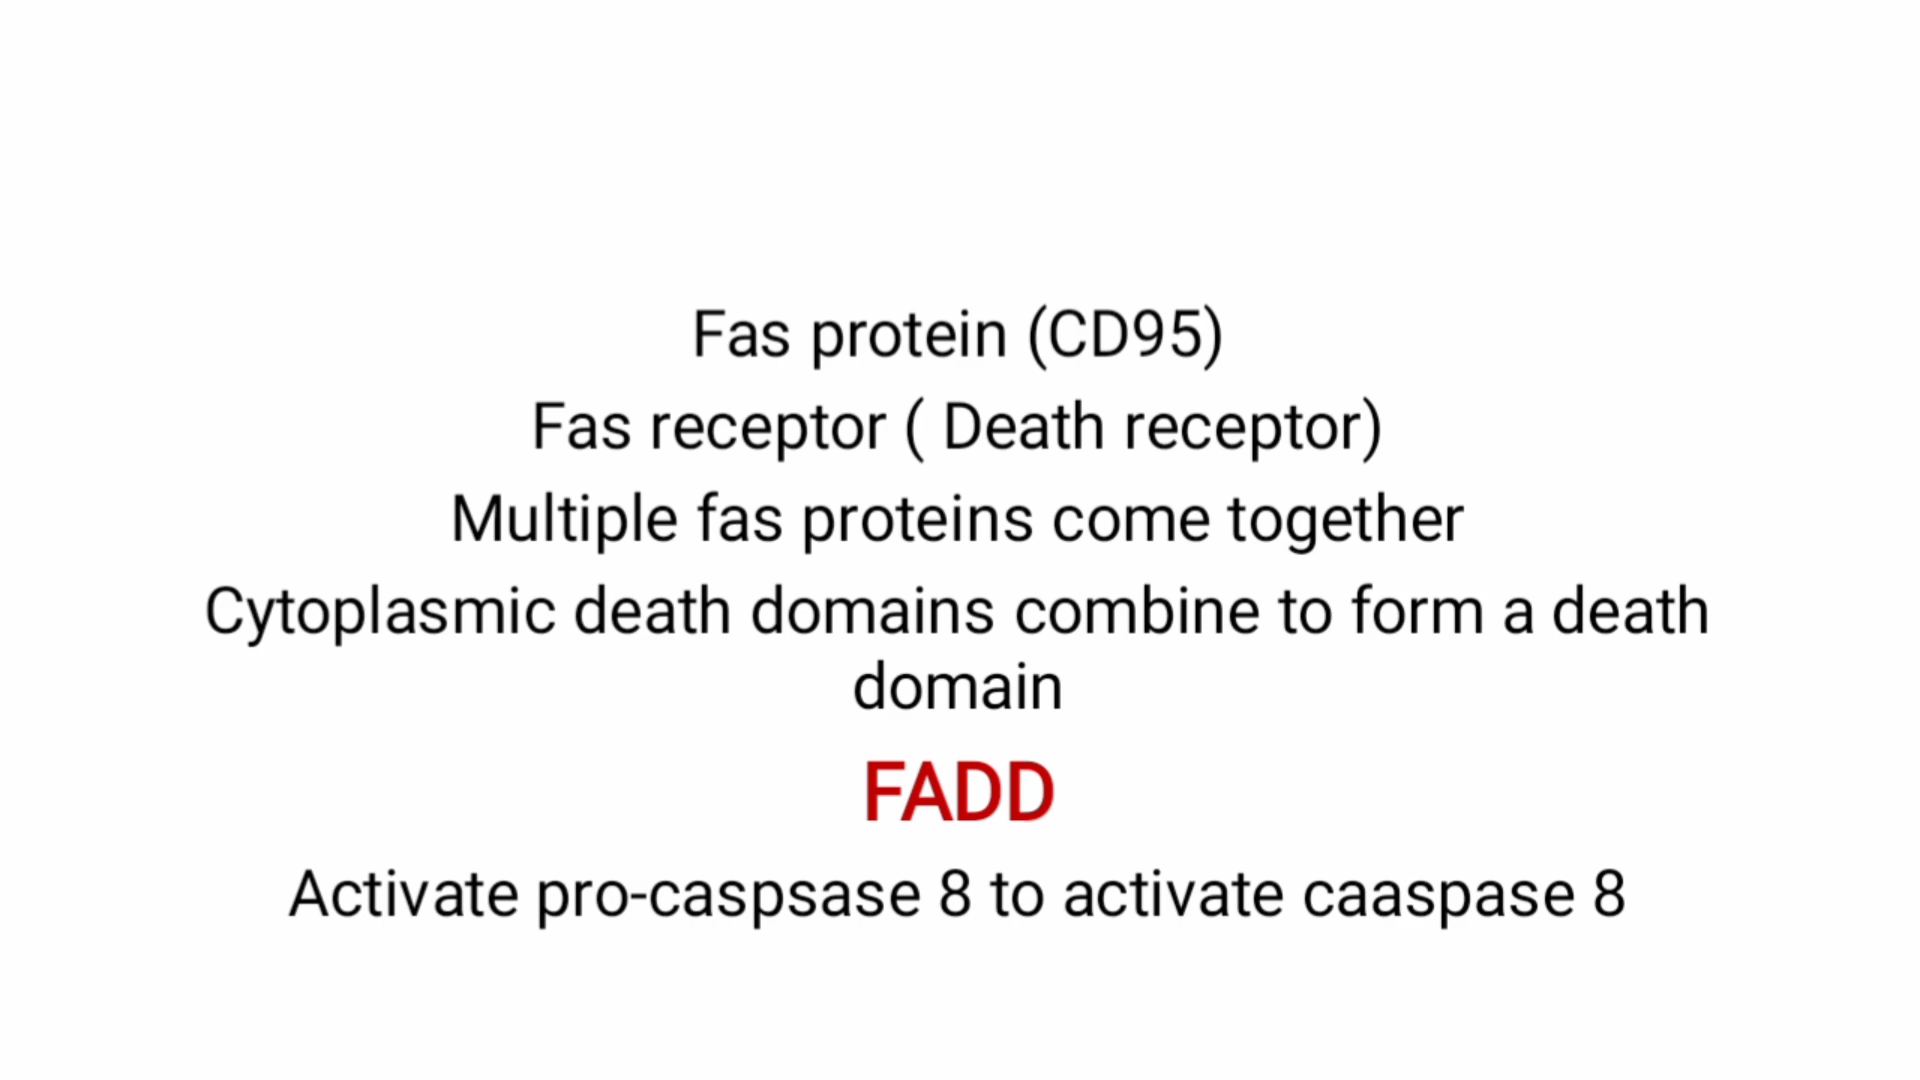 Fas protein (CD95)
Fas receptor ( Death receptor)
Multiple fas proteins come together
Cytoplasmic death domains combine to form a death
domain
FADD
Activate pro-caspsase 8 to activate caaspase 8